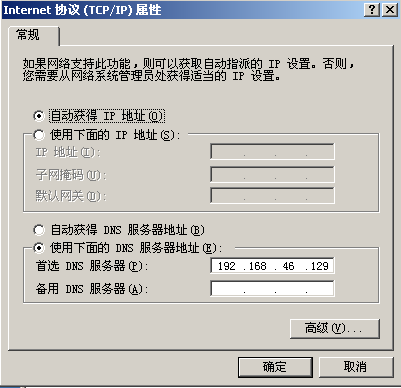 Internet 协议 (TCP/IP) 属性
常规
如果网络支持此功能，则可以获取自动指派的 IP 设置。否则，
您需要从网络系统管理员处获得适当的 IP 设置。
自动获得 IP 地址(O)
使用下面的 IP 地址(S):
IP 地址(I):
子网掩码(U):
默认网关(D):
自动获得 DNS 服务器地址(B)
使用下面的 DNS 服务器地址(E):
首选 DNS 服务器(P): 192 .168 .46 .129
备用 DNS 服务器(A):
高级(V)...
确定 取消